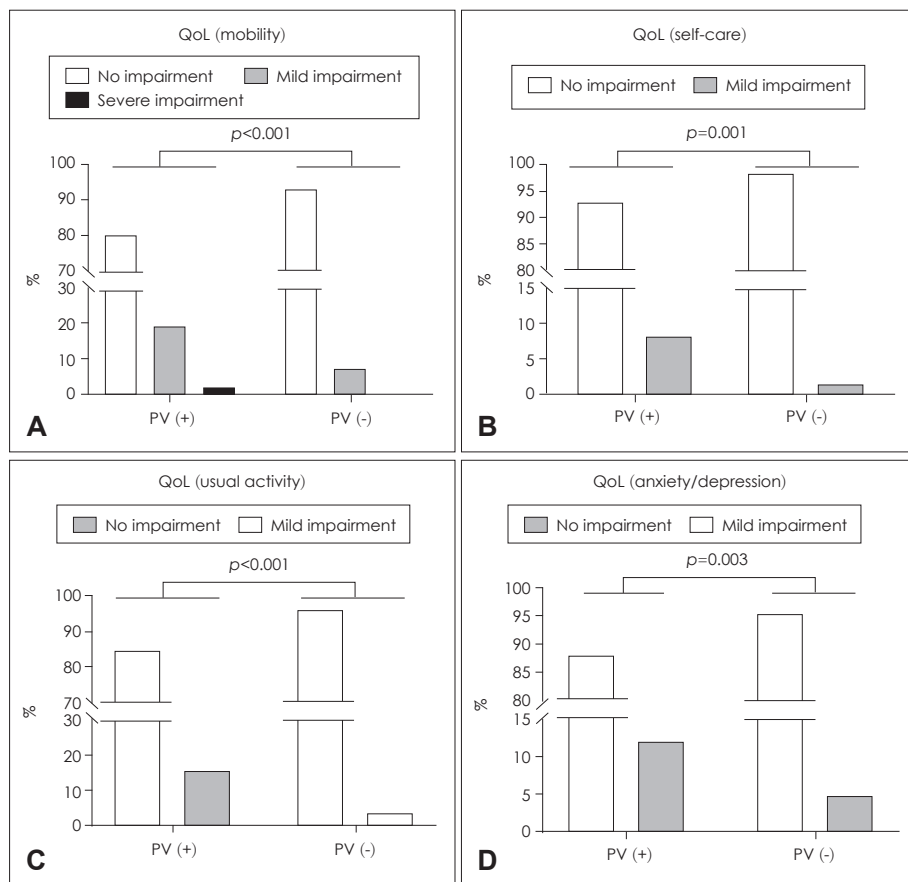 QoL (mobility)
No impairment Mild impairment
Severe impairment
p<0.001
100
90
80
70
30
20
10
0
%
PV (+) PV (-)
A
QoL (self-care)
No impairment Mild impairment
p=0.001
100
95
90
85
80
15
10
5
0
%
PV (+) PV (-)
B
QoL (usual activity)
No impairment Mild impairment
p<0.001
100
90
80
70
30
20
10
0
%
PV (+) PV (-)
C
QoL (anxiety/depression)
No impairment Mild impairment
p=0.003
100
95
90
85
80
15
10
5
0
%
PV (+) PV (-)
D